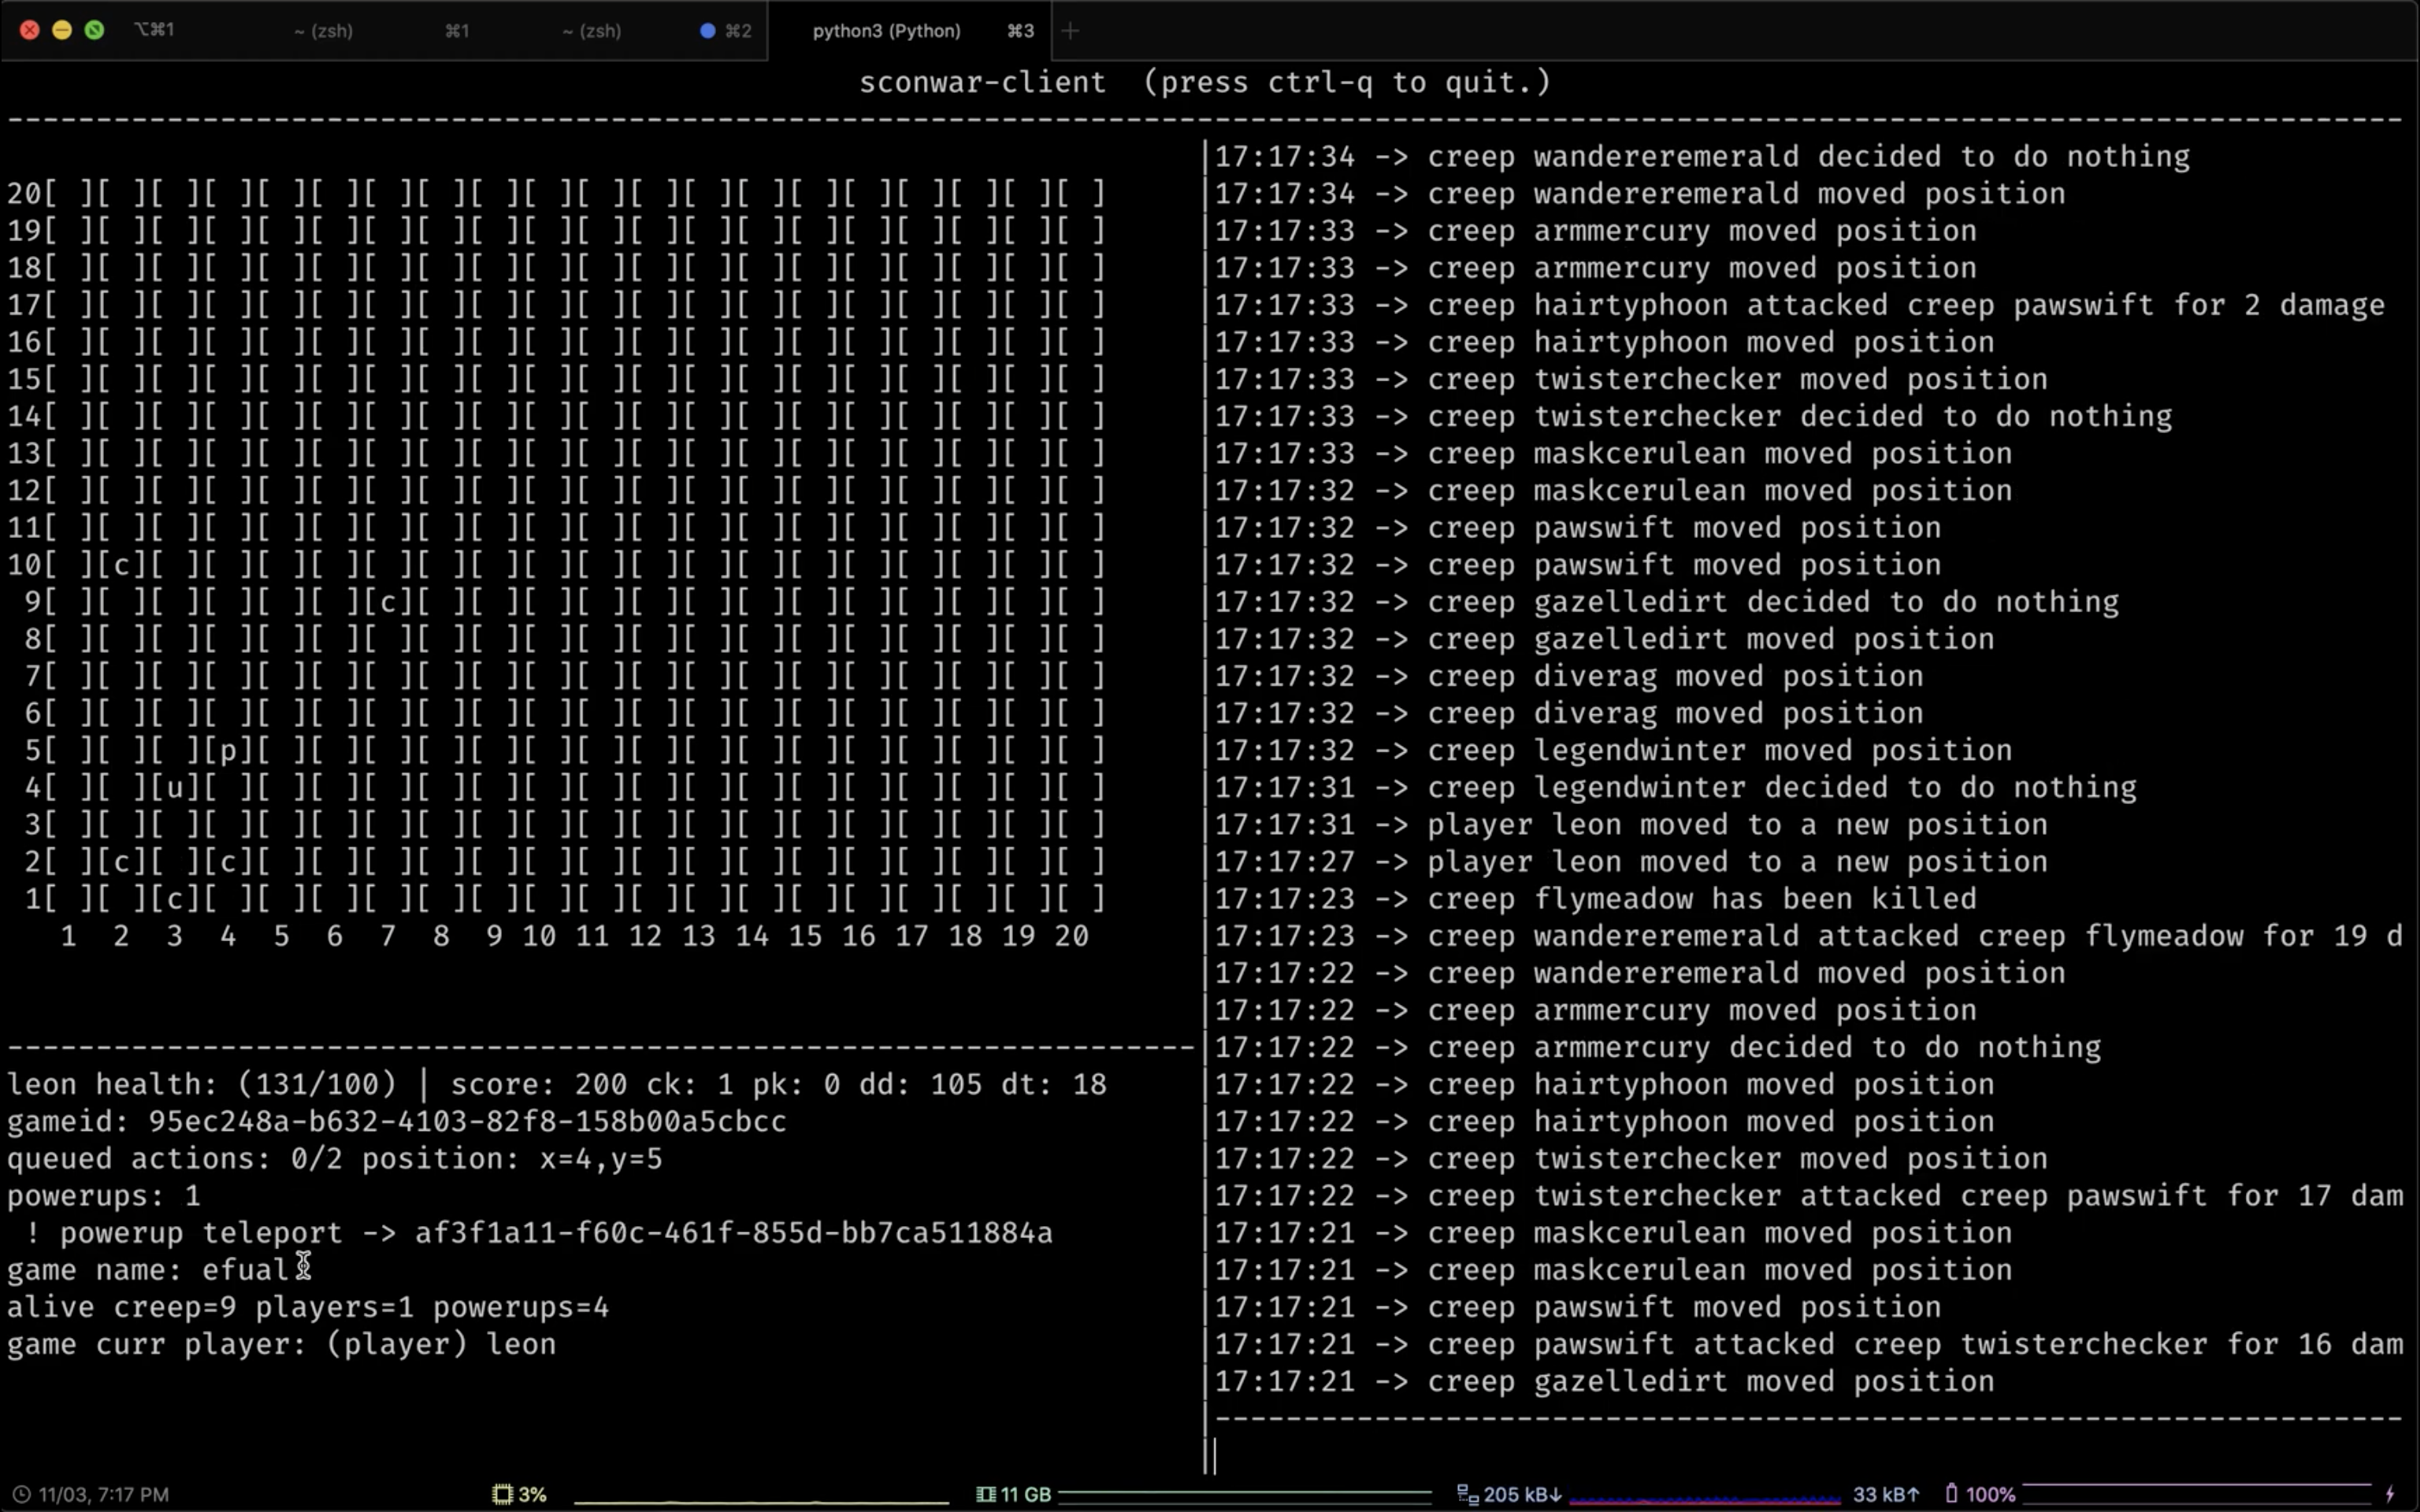 ⌥⌘1 ~ (zsh) ⌘1 ~ (zsh) ⌘2 python3 (Python) ⌘3 +
sconwar-client (press ctrl-q to quit.)
20[ ][ ][ ][ ][ ][ ][ ][ ][ ][ ][ ][ ][ ][ ][ ][ ][ ][ ][ ][ ]
19[ ][ ][ ][ ][ ][ ][ ][ ][ ][ ][ ][ ][ ][ ][ ][ ][ ][ ][ ][ ]
18[ ][ ][ ][ ][ ][ ][ ][ ][ ][ ][ ][ ][ ][ ][ ][ ][ ][ ][ ][ ]
17[ ][ ][ ][ ][ ][ ][ ][ ][ ][ ][ ][ ][ ][ ][ ][ ][ ][ ][ ][ ]
16[ ][ ][ ][ ][ ][ ][ ][ ][ ][ ][ ][ ][ ][ ][ ][ ][ ][ ][ ][ ]
15[ ][ ][ ][ ][ ][ ][ ][ ][ ][ ][ ][ ][ ][ ][ ][ ][ ][ ][ ][ ]
14[ ][ ][ ][ ][ ][ ][ ][ ][ ][ ][ ][ ][ ][ ][ ][ ][ ][ ][ ][ ]
13[ ][ ][ ][ ][ ][ ][ ][ ][ ][ ][ ][ ][ ][ ][ ][ ][ ][ ][ ][ ]
12[ ][ ][ ][ ][ ][ ][ ][ ][ ][ ][ ][ ][ ][ ][ ][ ][ ][ ][ ][ ]
11[ ][ ][ ][ ][ ][ ][ ][ ][ ][ ][ ][ ][ ][ ][ ][ ][ ][ ][ ][ ]
10[ ][c][ ][ ][ ][ ][ ][ ][ ][ ][ ][ ][ ][ ][ ][ ][ ][ ][ ][ ]
9[ ][ ][ ][ ][ ][ ][c][ ][ ][ ][ ][ ][ ][ ][ ][ ][ ][ ][ ][ ]
8[ ][ ][ ][ ][ ][ ][ ][ ][ ][ ][ ][ ][ ][ ][ ][ ][ ][ ][ ][ ]
7[ ][ ][ ][ ][ ][ ][ ][ ][ ][ ][ ][ ][ ][ ][ ][ ][ ][ ][ ][ ]
6[ ][ ][ ][ ][ ][ ][ ][ ][ ][ ][ ][ ][ ][ ][ ][ ][ ][ ][ ][ ]
5[ ][ ][ ][p][ ][ ][ ][ ][ ][ ][ ][ ][ ][ ][ ][ ][ ][ ][ ][ ]
4[ ][ ][u][ ][ ][ ][ ][ ][ ][ ][ ][ ][ ][ ][ ][ ][ ][ ][ ][ ]
3[ ][ ][ ][ ][ ][ ][ ][ ][ ][ ][ ][ ][ ][ ][ ][ ][ ][ ][ ][ ]
2[ ][c][ ][c][ ][ ][ ][ ][ ][ ][ ][ ][ ][ ][ ][ ][ ][ ][ ][ ]
1[ ][ ][c][ ][ ][ ][ ][ ][ ][ ][ ][ ][ ][ ][ ][ ][ ][ ][ ][ ]
1 2 3 4 5 6 7 8 9 10 11 12 13 14 15 16 17 18 19 20
leon health: (131/100) | score: 200 ck: 1 pk: 0 dd: 105 dt: 18
gameid: 95ec248a-b632-4103-82f8-158b00a5cbcc
queued actions: 0/2 position: x=4,y=5
powerups: 1
! powerup teleport -> af3f1a11-f60c-461f-855d-bb7ca511884a
game name: efual
alive creep=9 players=1 powerups=4
game curr player: (player) leon
17:17:34 -> creep wandereremerald decided to do nothing
17:17:34 -> creep wandereremerald moved position
17:17:33 -> creep armmercury moved position
17:17:33 -> creep armmercury moved position
17:17:33 -> creep hairtyphoon attacked creep pawswift for 2 damage
17:17:33 -> creep hairtyphoon moved position
17:17:33 -> creep twisterchecker moved position
17:17:33 -> creep twisterchecker decided to do nothing
17:17:33 -> creep maskcerulean moved position
17:17:32 -> creep maskcerulean moved position
17:17:32 -> creep pawswift moved position
17:17:32 -> creep pawswift moved position
17:17:32 -> creep gazelledirt decided to do nothing
17:17:32 -> creep gazelledirt moved position
17:17:32 -> creep diverag moved position
17:17:32 -> creep diverag moved position
17:17:32 -> creep legendwinter moved position
17:17:31 -> creep legendwinter decided to do nothing
17:17:31 -> player leon moved to a new position
17:17:27 -> player leon moved to a new position
17:17:23 -> creep flymeadow has been killed
17:17:23 -> creep wandereremerald attacked creep flymeadow for 19 d
17:17:22 -> creep wandereremerald moved position
17:17:22 -> creep armmercury moved position
17:17:22 -> creep armmercury decided to do nothing
17:17:22 -> creep hairtyphoon moved position
17:17:22 -> creep hairtyphoon moved position
17:17:22 -> creep twisterchecker moved position
17:17:22 -> creep twisterchecker attacked creep pawswift for 17 dam
17:17:21 -> creep maskcerulean moved position
17:17:21 -> creep maskcerulean moved position
17:17:21 -> creep pawswift moved position
17:17:21 -> creep pawswift attacked creep twisterchecker for 16 dam
17:17:21 -> creep gazelledirt moved position
11/03, 7:17 PM 3% 11 GB 205 kB↓ 33 kB↑ 100%